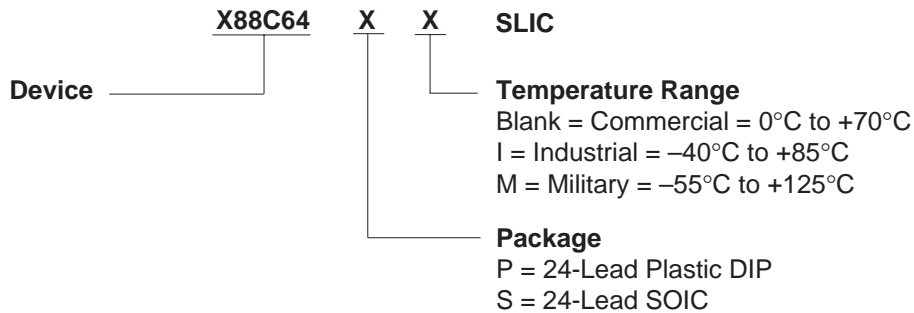 X88C64 X X SLIC
Device
Temperature Range
Blank = Commercial = 0°C to +70°C
I = Industrial = –40°C to +85°C
M = Military = –55°C to +125°C
Package
P = 24-Lead Plastic DIP
S = 24-Lead SOIC